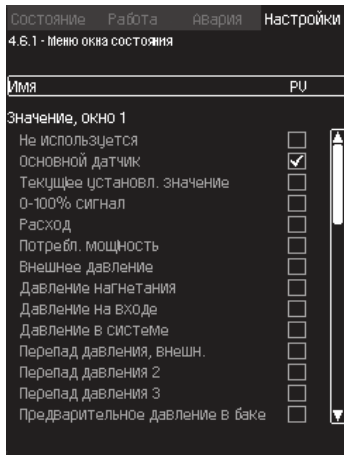 Состояние Работа Авария Настройки
4.6.1 - Меню окна состояния
Имя PV
Значение, окно 1
Не используется
Основной датчик
Текущее установл. значение
0-100% сигнал
Расход
Потребл. мощность
Внешнее давление
Давление нагнетания
Давление на входе
Давление в системе
Перепад давления, внешн.
Перепад давления 2
Перепад давления 3
Предварительное давление в баке